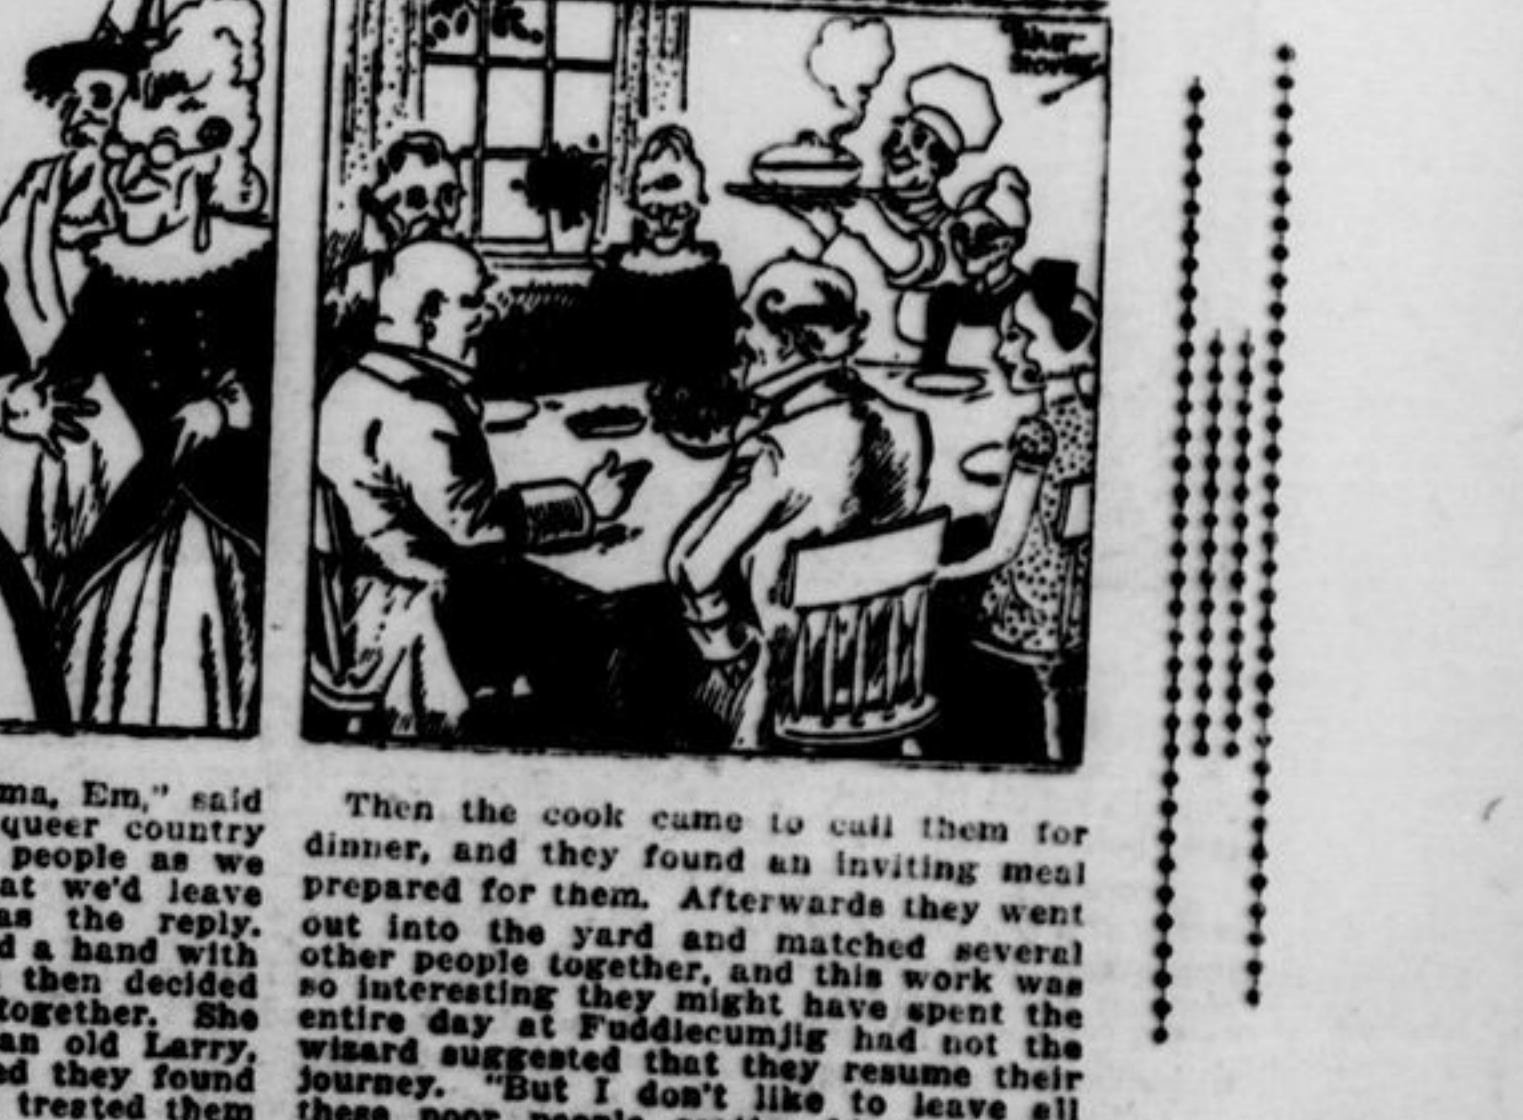 ma, Em," said
queer country
people as we
at we'd leave
as the reply.
d a hand with
then decided
together. She
an old Larry,
ed they found
treated them
Then the cook came to call them for
dinner, and they found an inviting meal
prepared for them. Afterwards they went
out into the yard and matched several
other people together, and this work was
so interesting they might have spent the
entire day at Fuddlecumjig had not the
wizard suggested that they resume their
journey. "But I don't like to leave all
these poor people